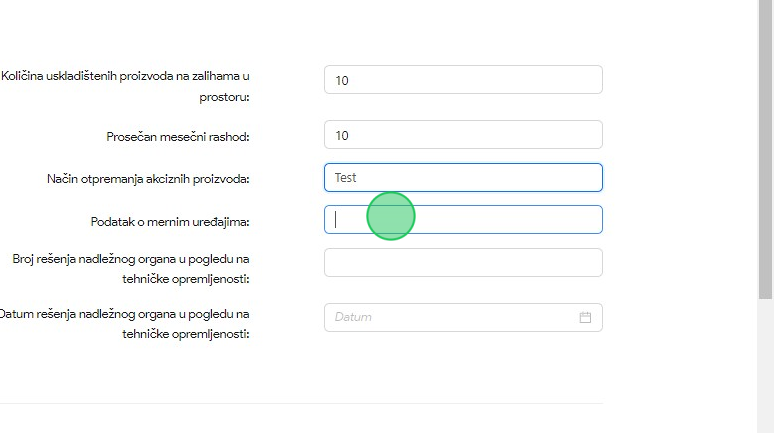 Količina uskladištenih proizvoda na zalihama u
prostoru:
10
Prosečan mesečni rashod:
10
Način otpremanja akciznih proizvoda:
Test
Podatak o mernim uređajima:
Broj rešenja nadležnog organa u pogledu na
tehničke opremljenosti:
Datum rešenja nadležnog organa u pogledu na
tehničke opremljenosti:
Datum